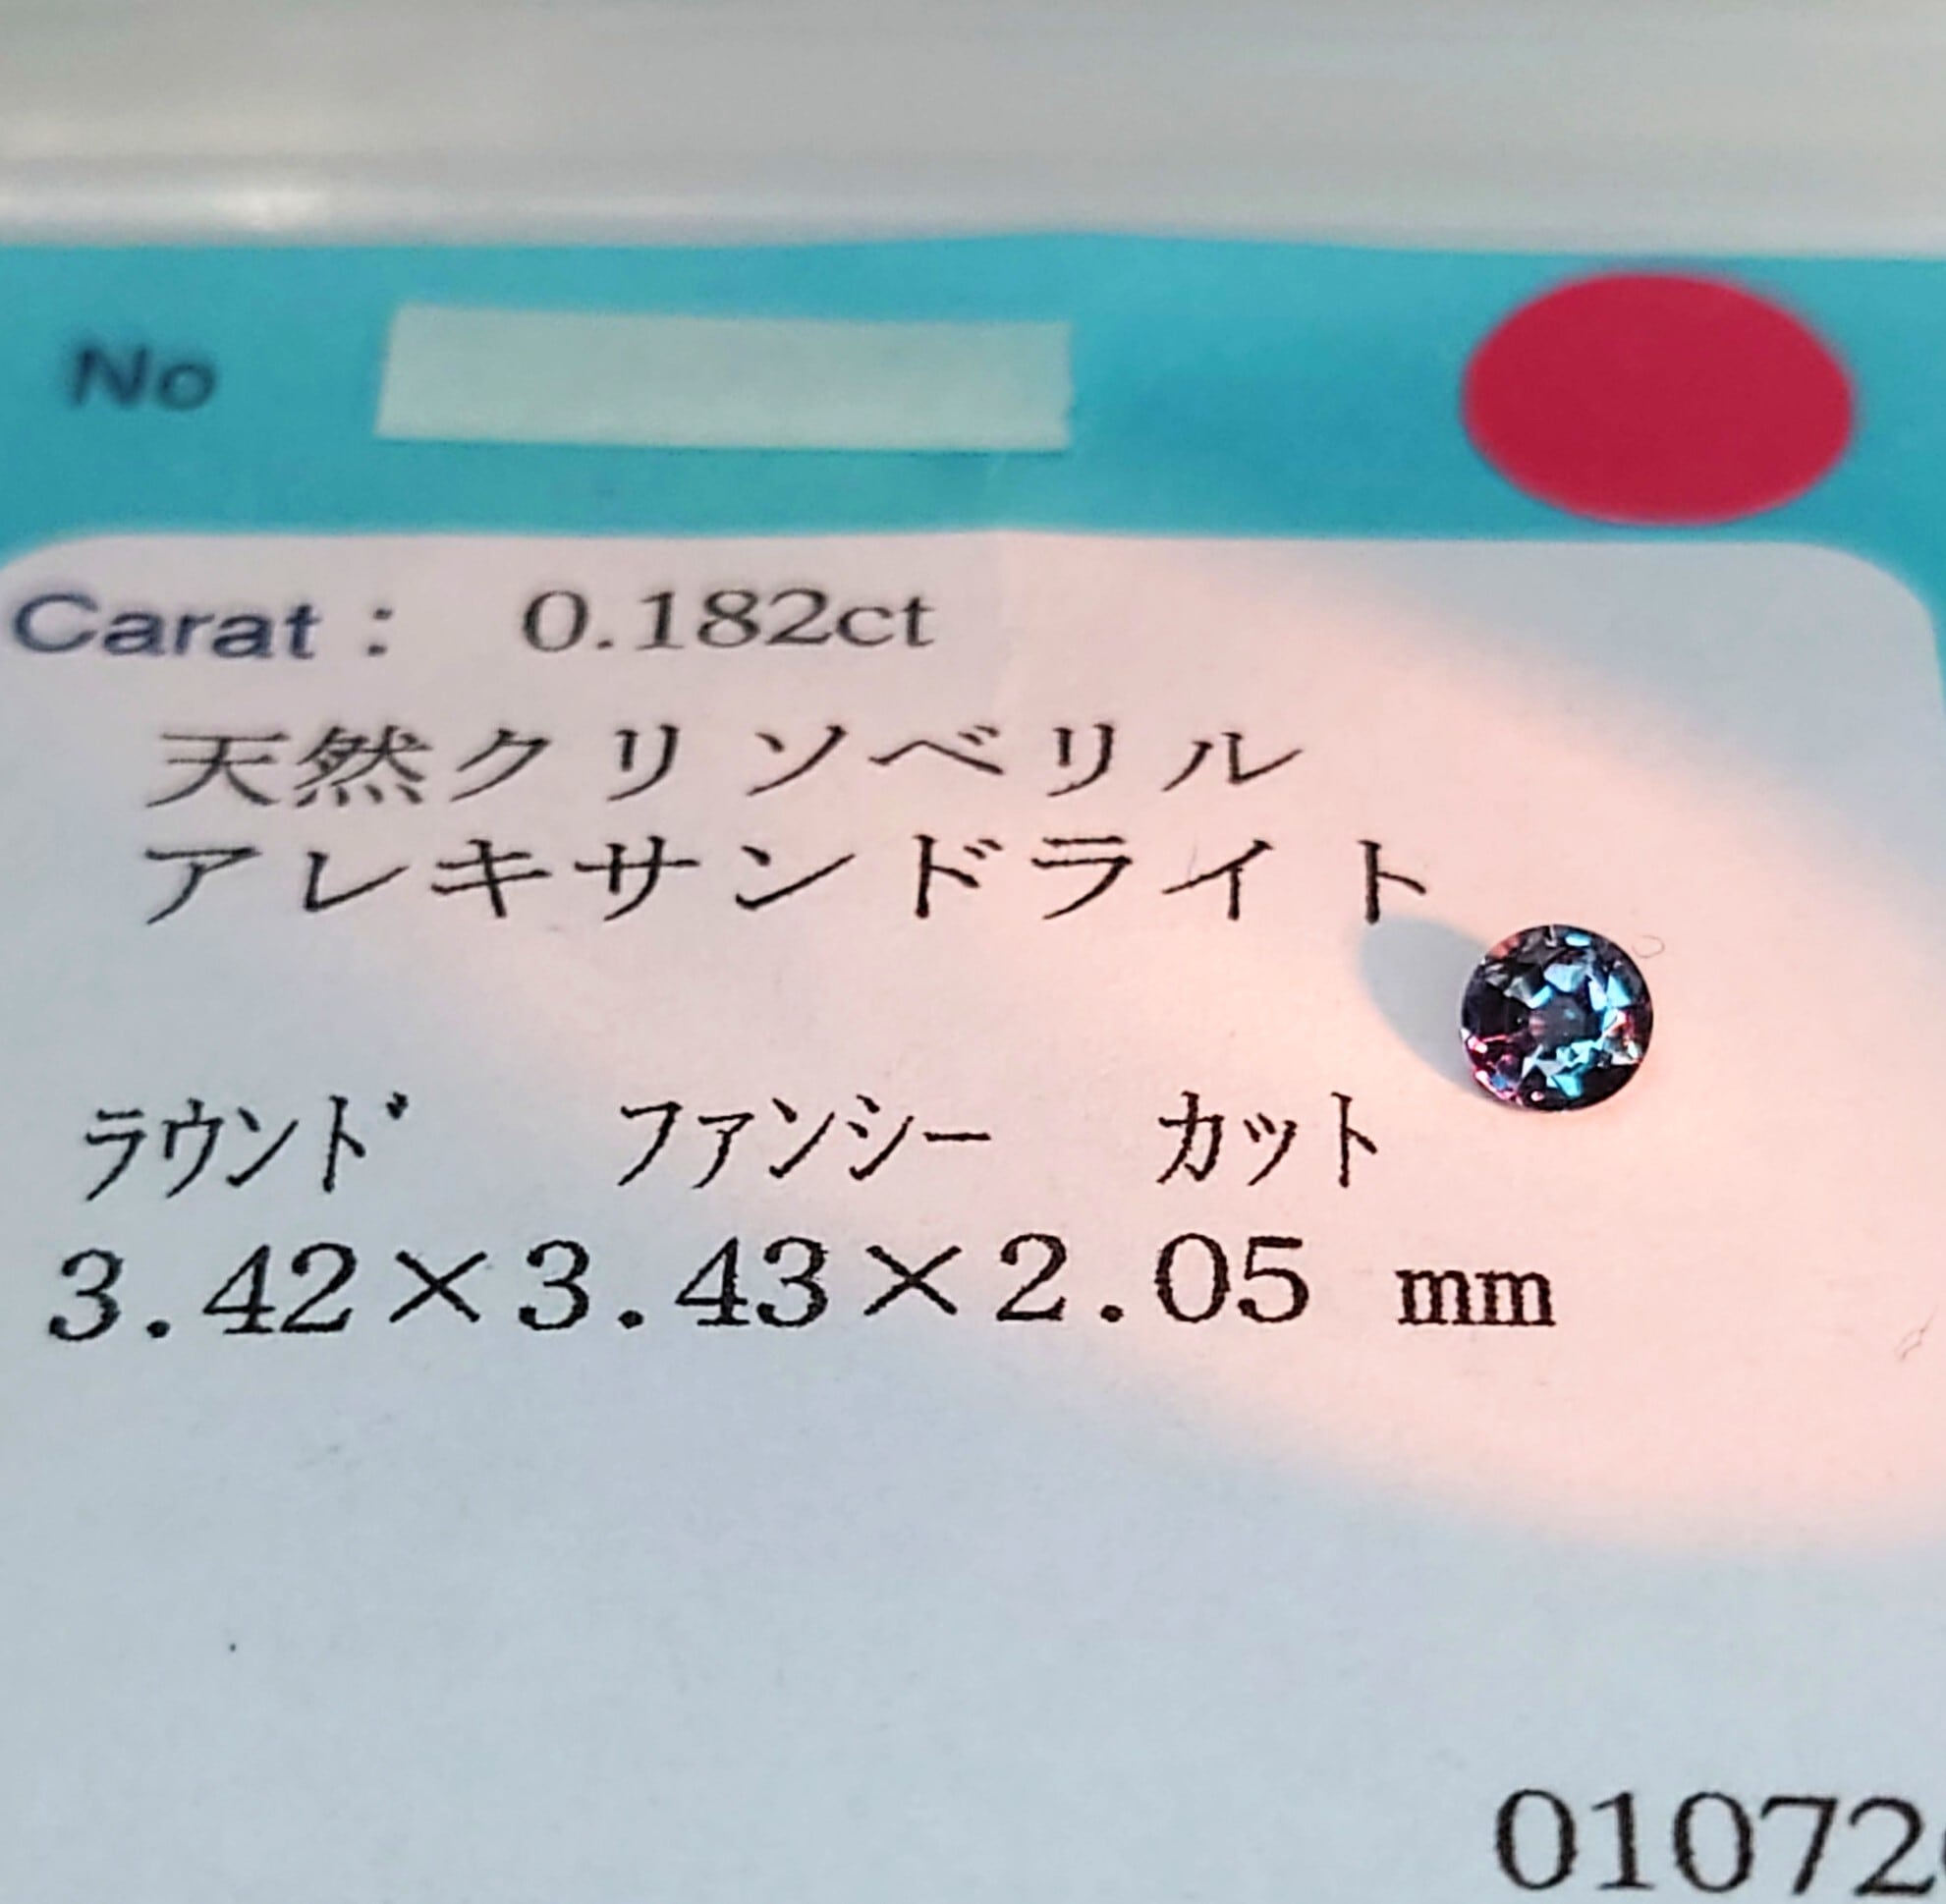 No
Carat : 0.182ct
天然クリソベリル
アレキサンドライト
ラウンド ファンシー カット
3.42×3.43×2.05 mm
01072